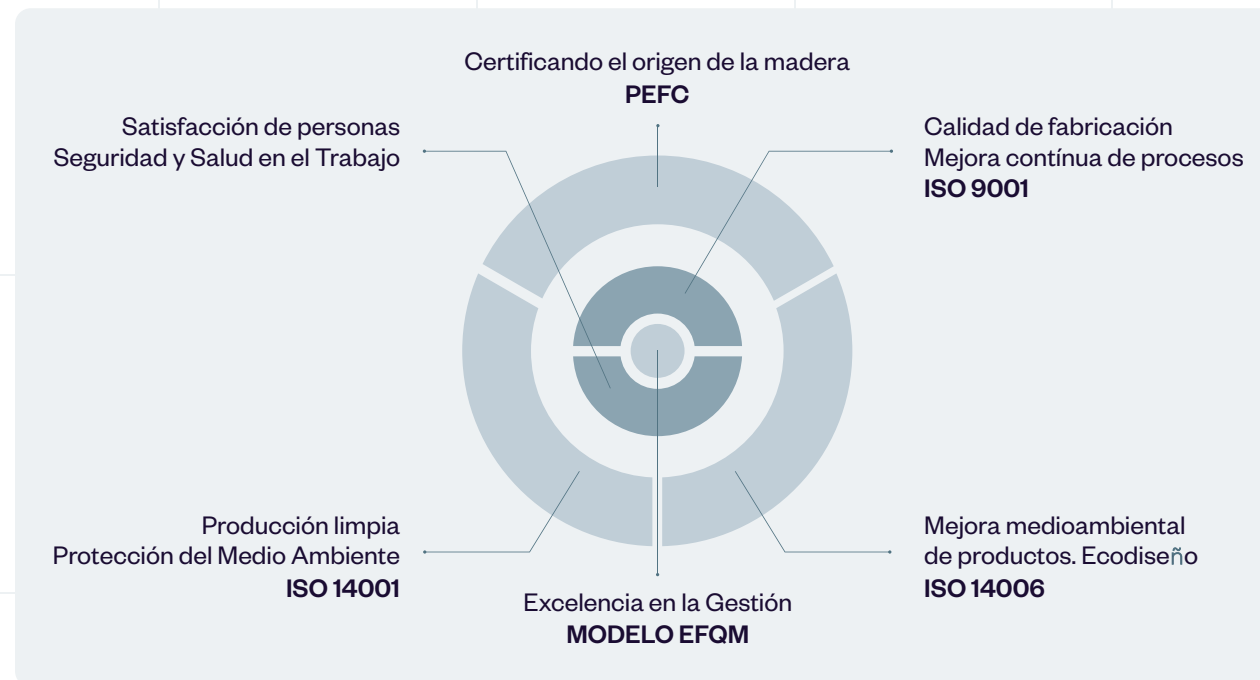 Certificando el origen de la madera
PEFC
Satisfacción de personas
Seguridad y Salud en el Trabajo
Calidad de fabricación
Mejora contínua de procesos
ISO 9001
Producción limpia
Protección del Medio Ambiente
ISO 14001
Mejora medioambiental
de productos. Ecodiseño
ISO 14006
Excelencia en la Gestión
MODELO EFQM